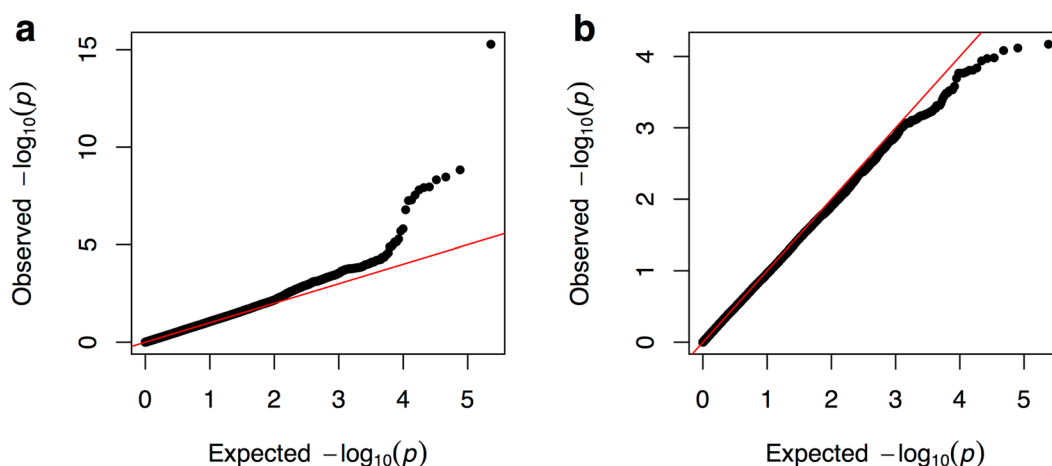 a
15
10
5
0
Observed −log₁₀(p)
0 1 2 3 4 5
Expected −log₁₀(p)
b
4
3
2
1
0
Observed −log₁₀(p)
0 1 2 3 4 5
Expected −log₁₀(p)